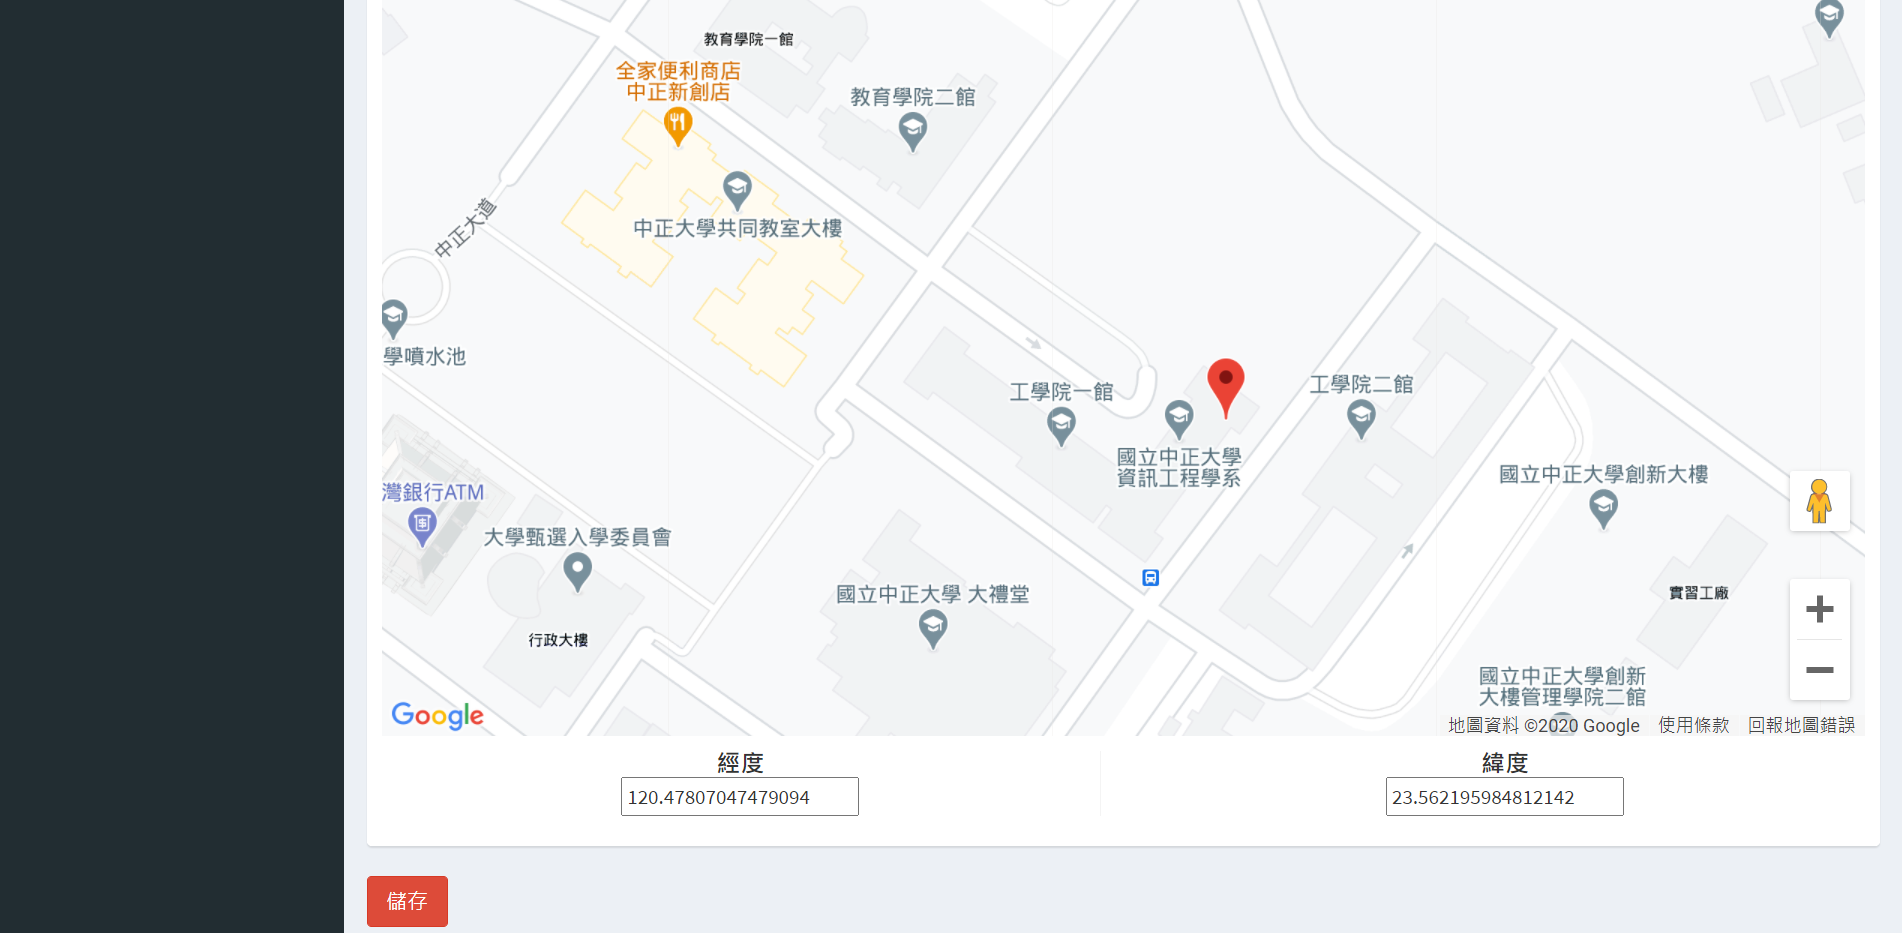 教育學院一館
全家便利商店
中正新創店
教育學院二館
中正大學共同教室大樓
中正大道
學噴水池
工學院一館
工學院二館
國立中正大學
資訊工程學系
國立中正大學創新大樓
灣銀行ATM
大學甄選入學委員會
國立中正大學 大禮堂
實習工廠
行政大樓
國立中正大學創新
大樓管理學院二館
Google
地圖資料 ©2020 Google 使用條款 回報地圖錯誤
經度
緯度
120.47807047479094
23.562195984812142
儲存